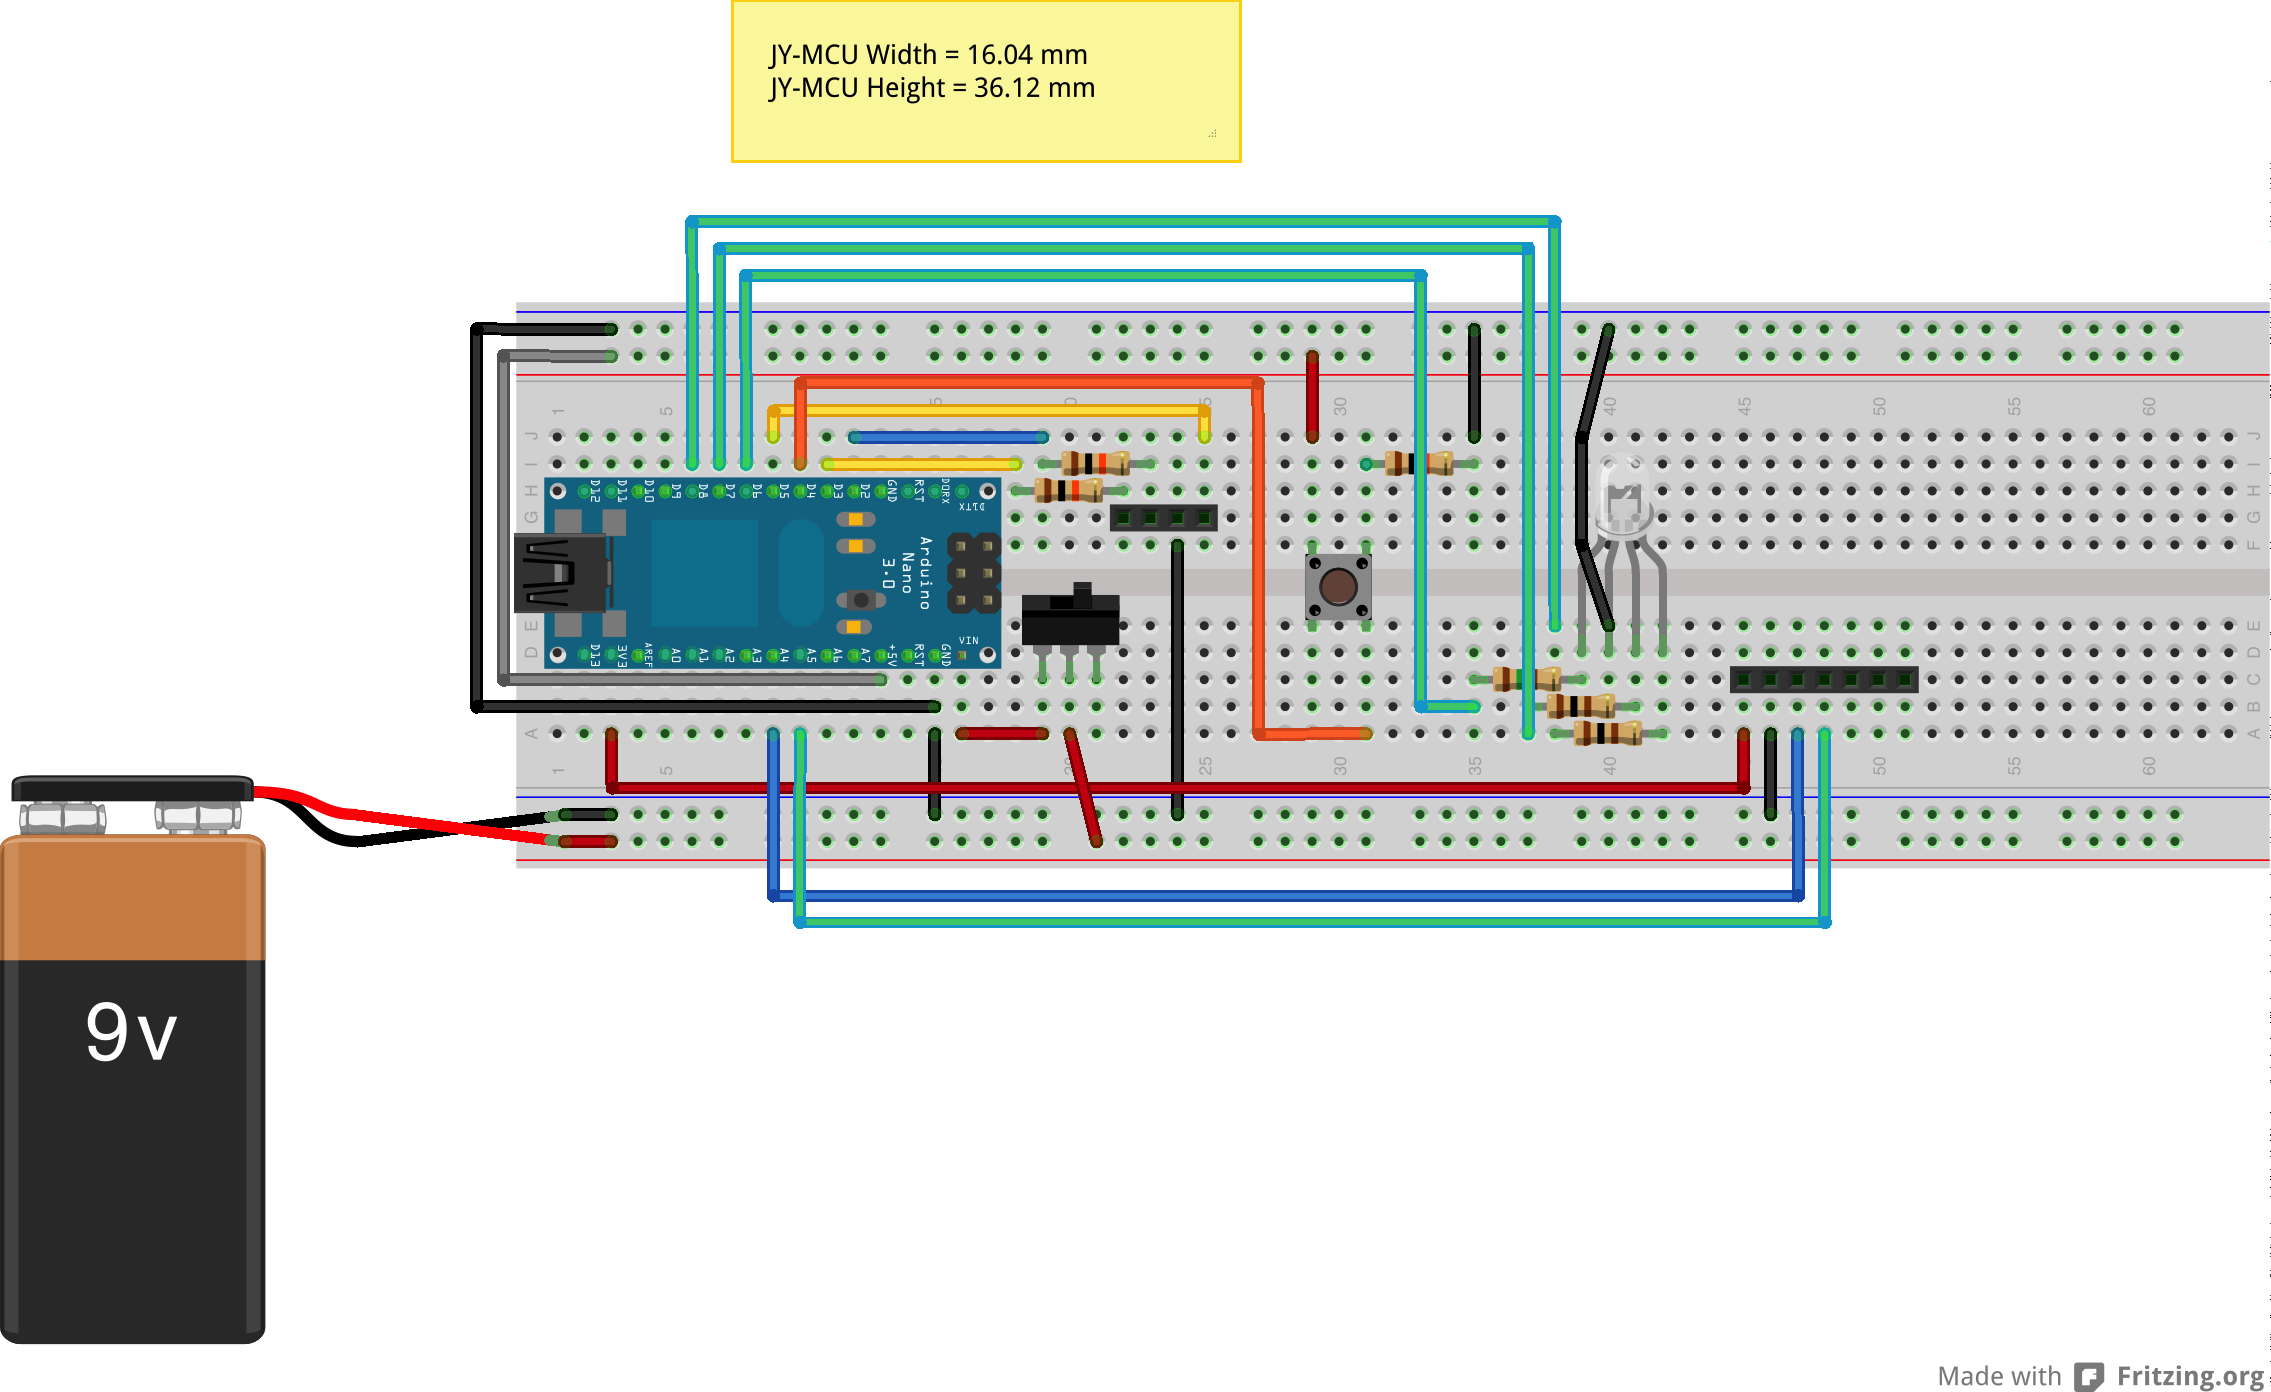 JY-MCU Width = 16.04 mm
JY-MCU Height = 36.12 mm
1 5 30 40 45 50 55 60
J J
I I
H H
G G
F F
D12 D11 D10 D9 D8 D7 D6 D5 D4 D3 D2 GND RST D0RX
D1TX
Arduino
Nano
3.0
VIN
D13 3V3 AREF A0 A1 A2 A3 A4 A5 A6 A7 +5V RST GND
E E
D D
C C
B B
A A
1 5 25 30 35 40 50 55 60
9v
Made with Fritzing.org